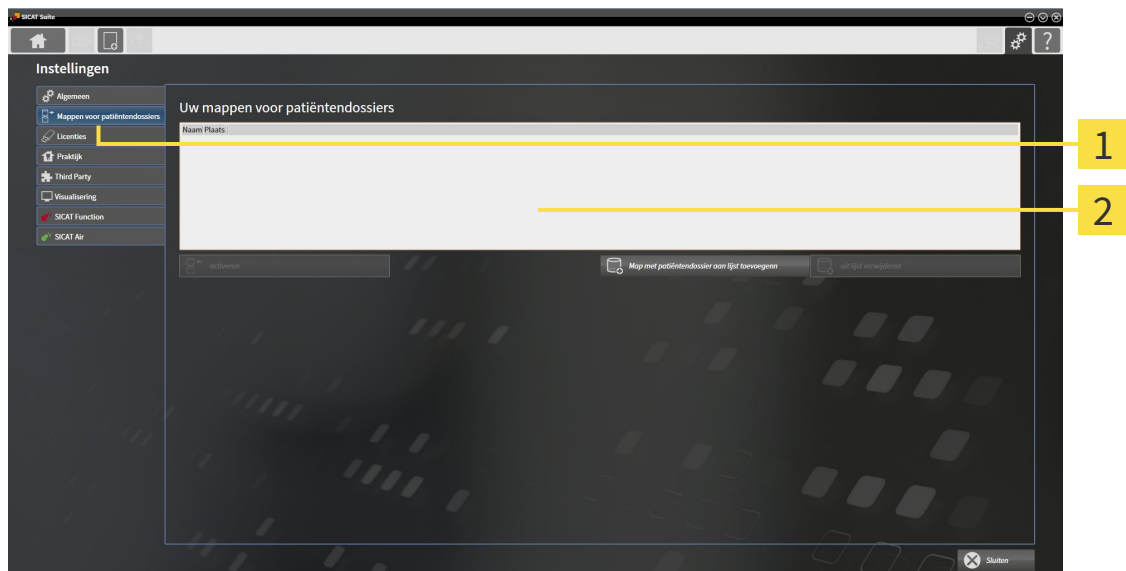 SICAT Suite
?
Instellingen
Algemeen
Mappen voor patiëntendossiers
Licenties
Praktijk
Third Party
Visualisering
SICAT Function
SICAT Air
Uw mappen voor patiëntendossiers
Naam Plaats
activeren
Map met patiëntendossier aan lijst toevoegenn
uit lijst verwijderen
1
2
Sluiten